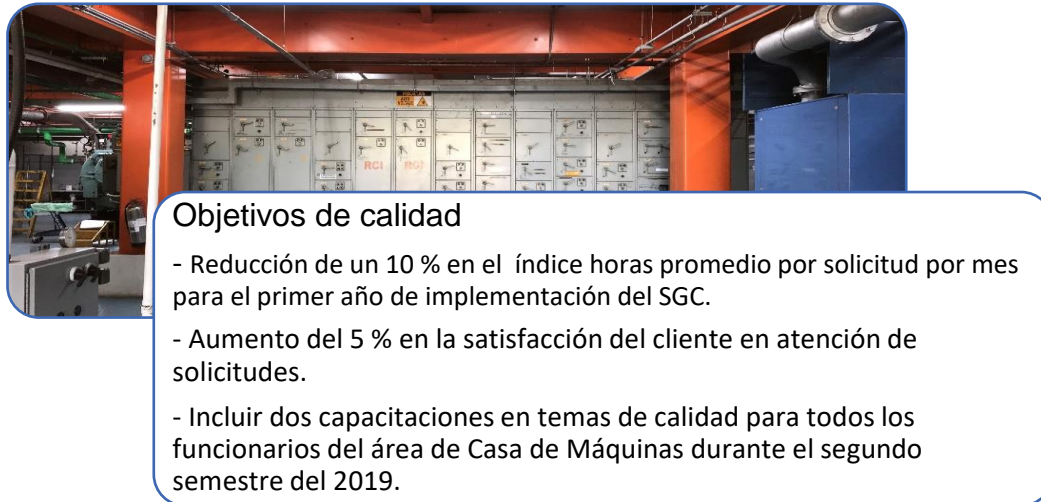 RCI
RCI
Objetivos de calidad
- Reducción de un 10 % en el índice horas promedio por solicitud por mes
para el primer año de implementación del SGC.
- Aumento del 5 % en la satisfacción del cliente en atención de
solicitudes.
- Incluir dos capacitaciones en temas de calidad para todos los
funcionarios del área de Casa de Máquinas durante el segundo
semestre del 2019.